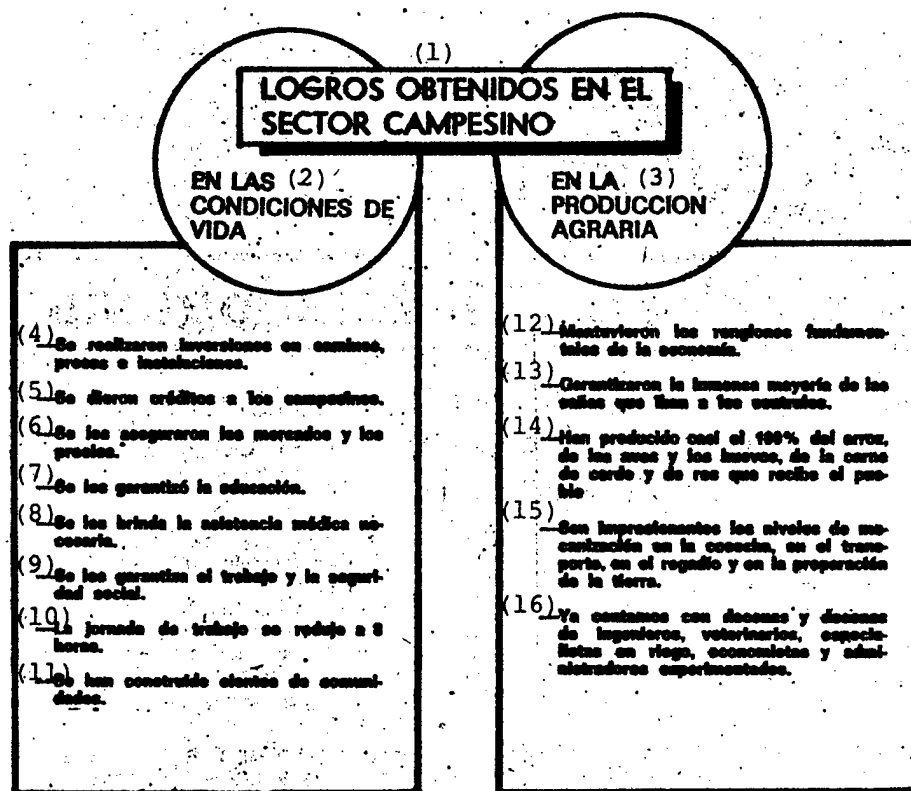 (1)
LOGROS OBTENIDOS EN EL
SECTOR CAMPESINO
EN LAS (2)
CONDICIONES DE
VIDA
(4) Se realizaron inversiones en caminos,
presas e instalaciones.
(5) Se dieron créditos a los campesinos.
(6) Se les aseguraron los mercados y los
precios.
(7) Se les garantizó la educación.
(8) Se les brinda la asistencia médica ne-
cesaria.
(9) Se les garantiza el trabajo y la seguri-
dad social.
(10) La jornada de trabajo se redujo a 8
horas.
(11) Se han construido cientos de comuni-
dades.
EN LA (3)
PRODUCCION
AGRARIA
(12) Mantuvieron los renglones fundamen-
tales de la economía.
(13) Garantizaron la inmensa mayoría de las
cañas que iban a los centrales.
(14) Han producido casi el 100% del arroz,
de las aves y los huevos, de la carne
de cerdo y de res que recibe el pue-
blo
(15) Son impresionantes los niveles de me-
canización en la cosecha, en el trans-
porte, en el regadío y en la preparación
de la tierra.
(16) Ya contamos con decenas y decenas
de ingenieros, veterinarios, especia-
listas en riego, economistas y admi-
nistradores experimentados.